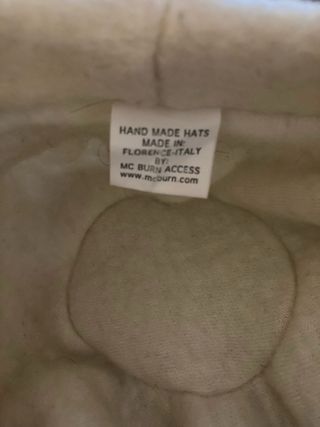 HAND MADE HATS
MADE IN:
FLORENCE-ITALY
BY:
MC BURN ACCESS
www.mcburn.com